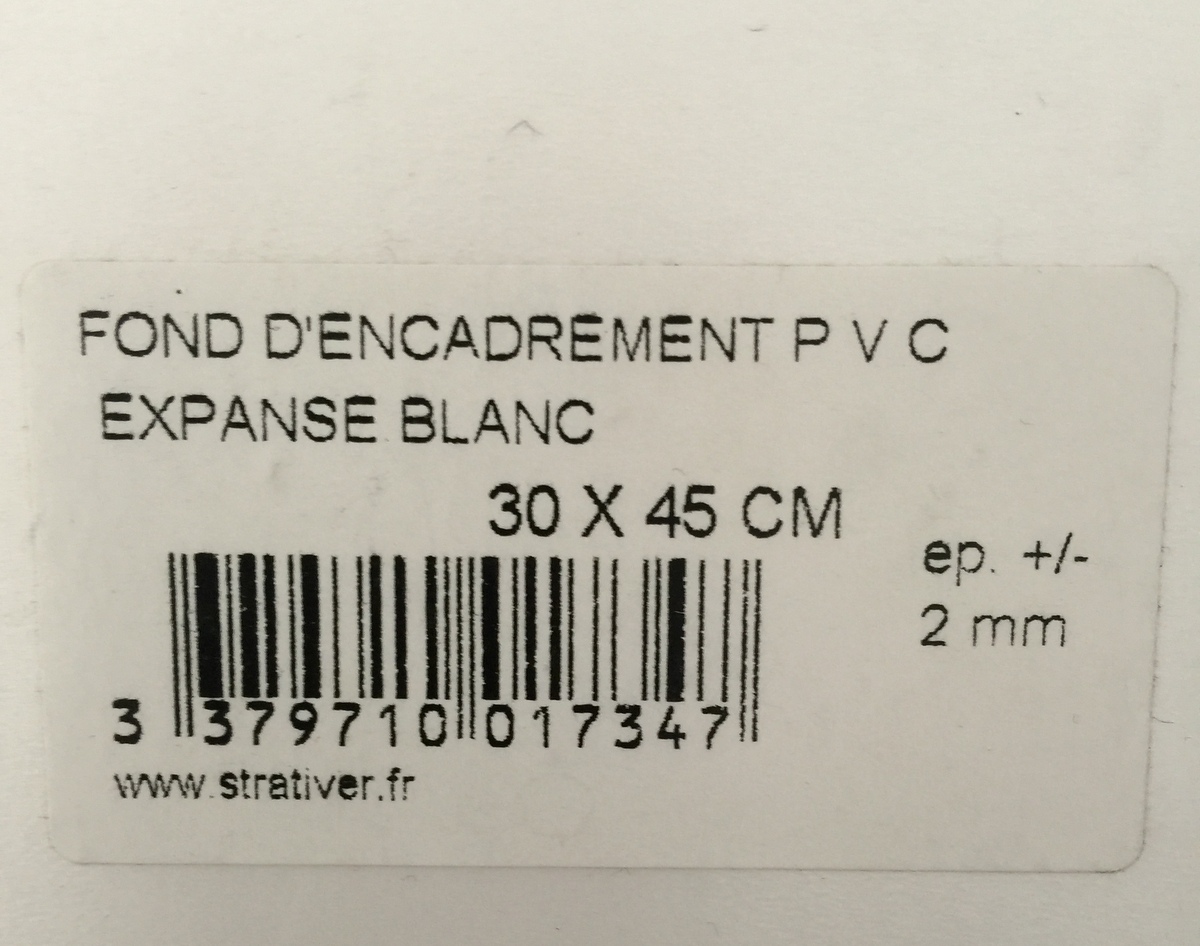 FOND D'ENCADREMENT P V C
EXPANSE BLANC
30 X 45 CM
ep. +/-
2 mm
3 379710 017347
www.strativer.fr